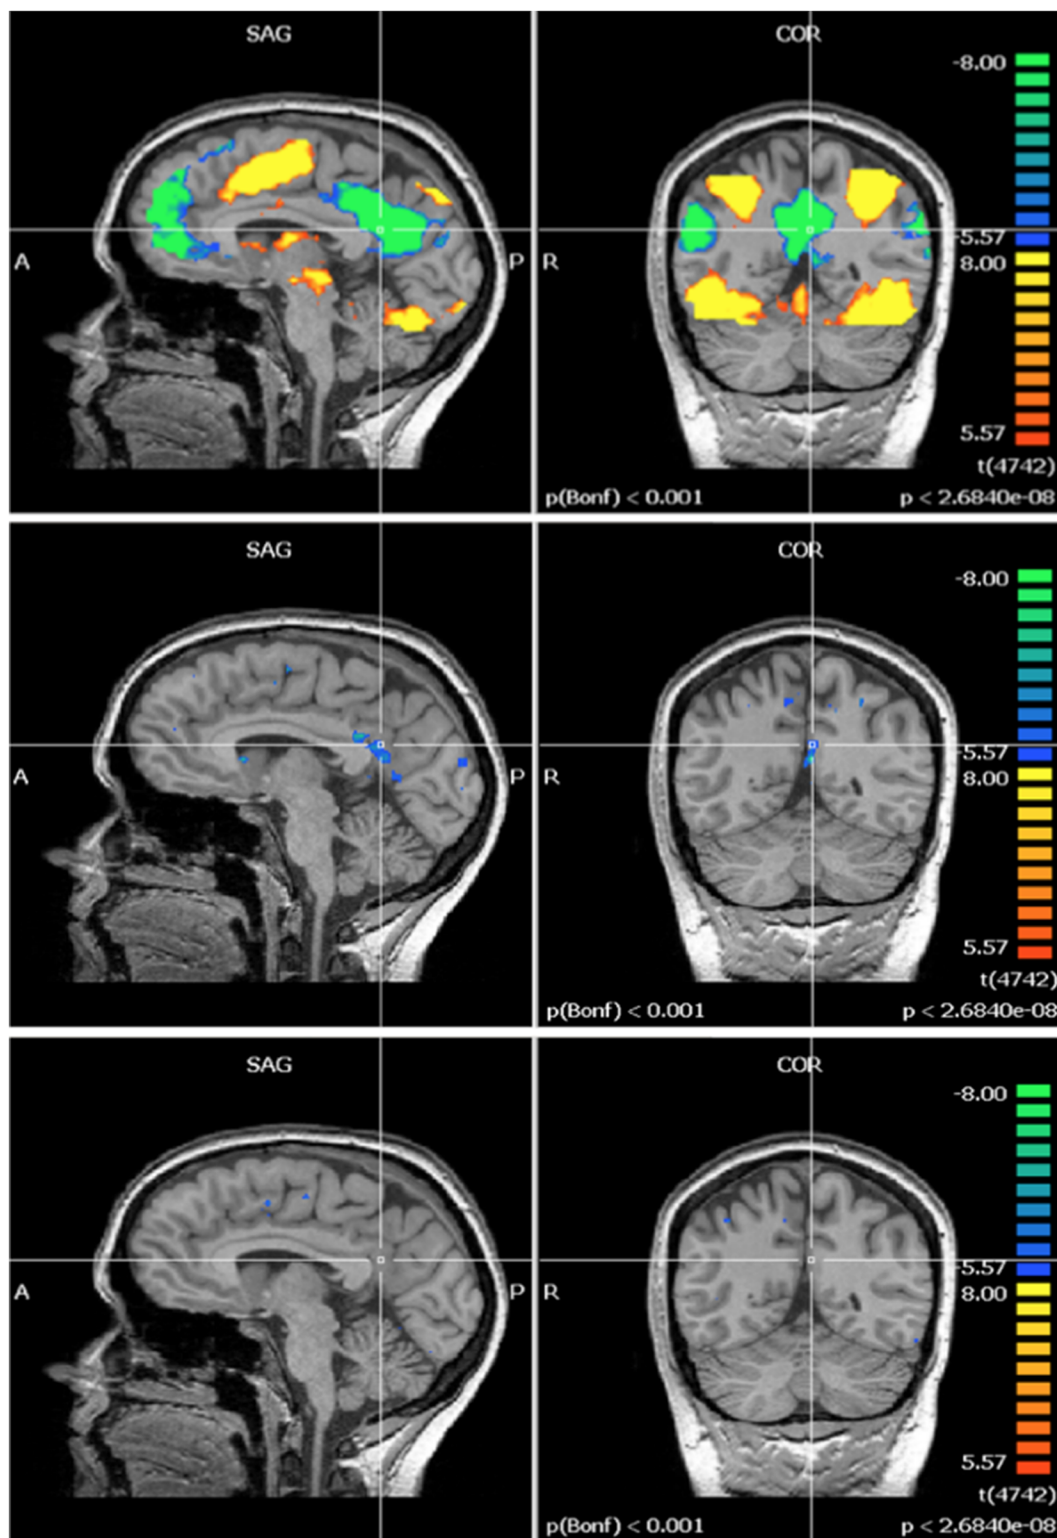 SAG
COR
-8.00
A
P
R
-5.57
8.00
5.57
t(4742)
p(Bonf) < 0.001
p < 2.6840e-08
SAG
COR
-8.00
A
P
R
-5.57
8.00
5.57
t(4742)
p(Bonf) < 0.001
p < 2.6840e-08
SAG
COR
-8.00
A
P
R
-5.57
8.00
5.57
t(4742)
p(Bonf) < 0.001
p < 2.6840e-08